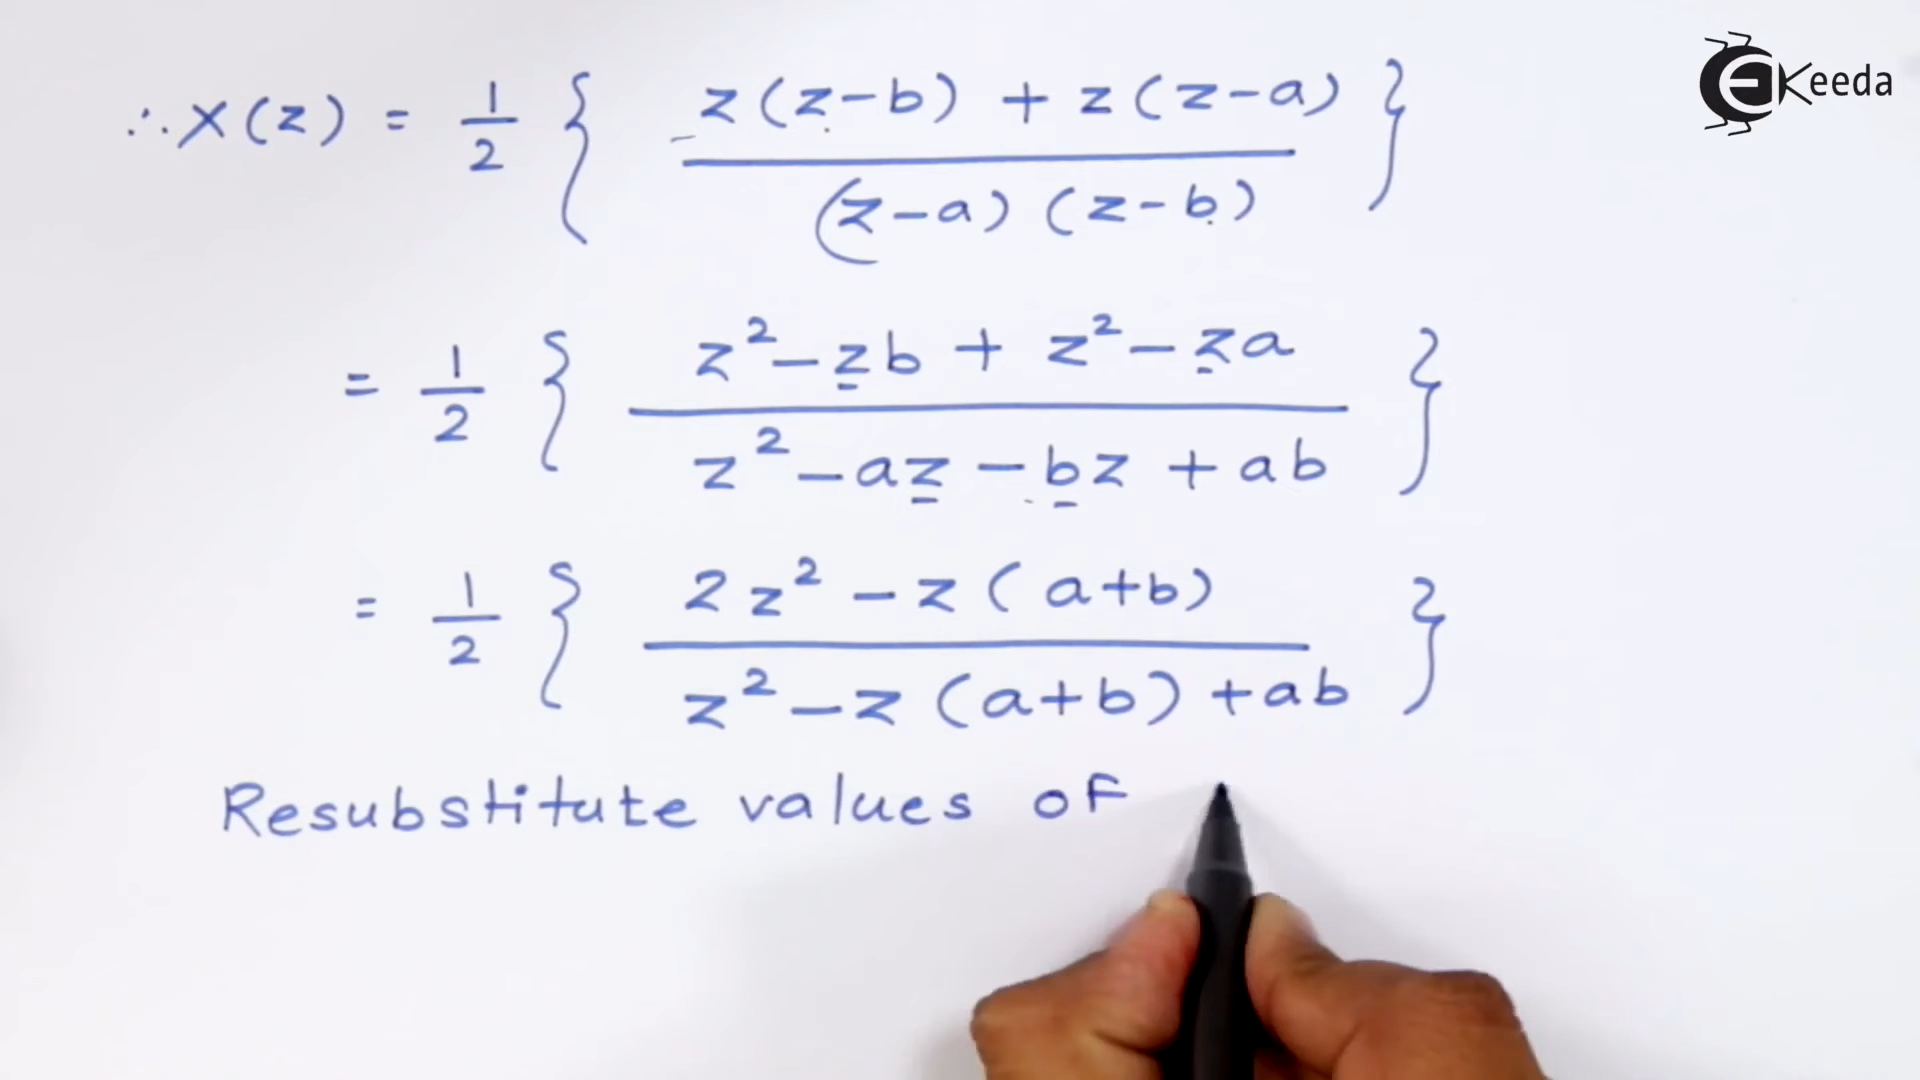 EKeeda
∴ X(z) = 1/2 { z(z-b) + z(z-a) / (z-a) (z-b) }
= 1/2 { z² - zb + z² - za / z² - az - bz + ab }
= 1/2 { 2z² - z(a+b) / z² - z(a+b) + ab }
Resubstitute values of